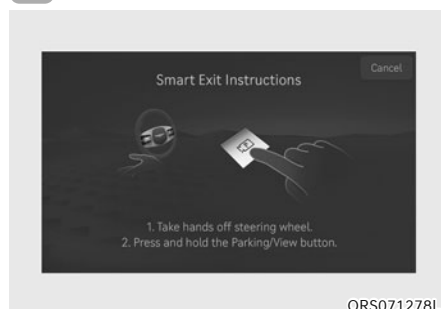 Cancel
Smart Exit Instructions
1. Take hands off steering wheel.
2. Press and hold the Parking/View button.
ORS071278L